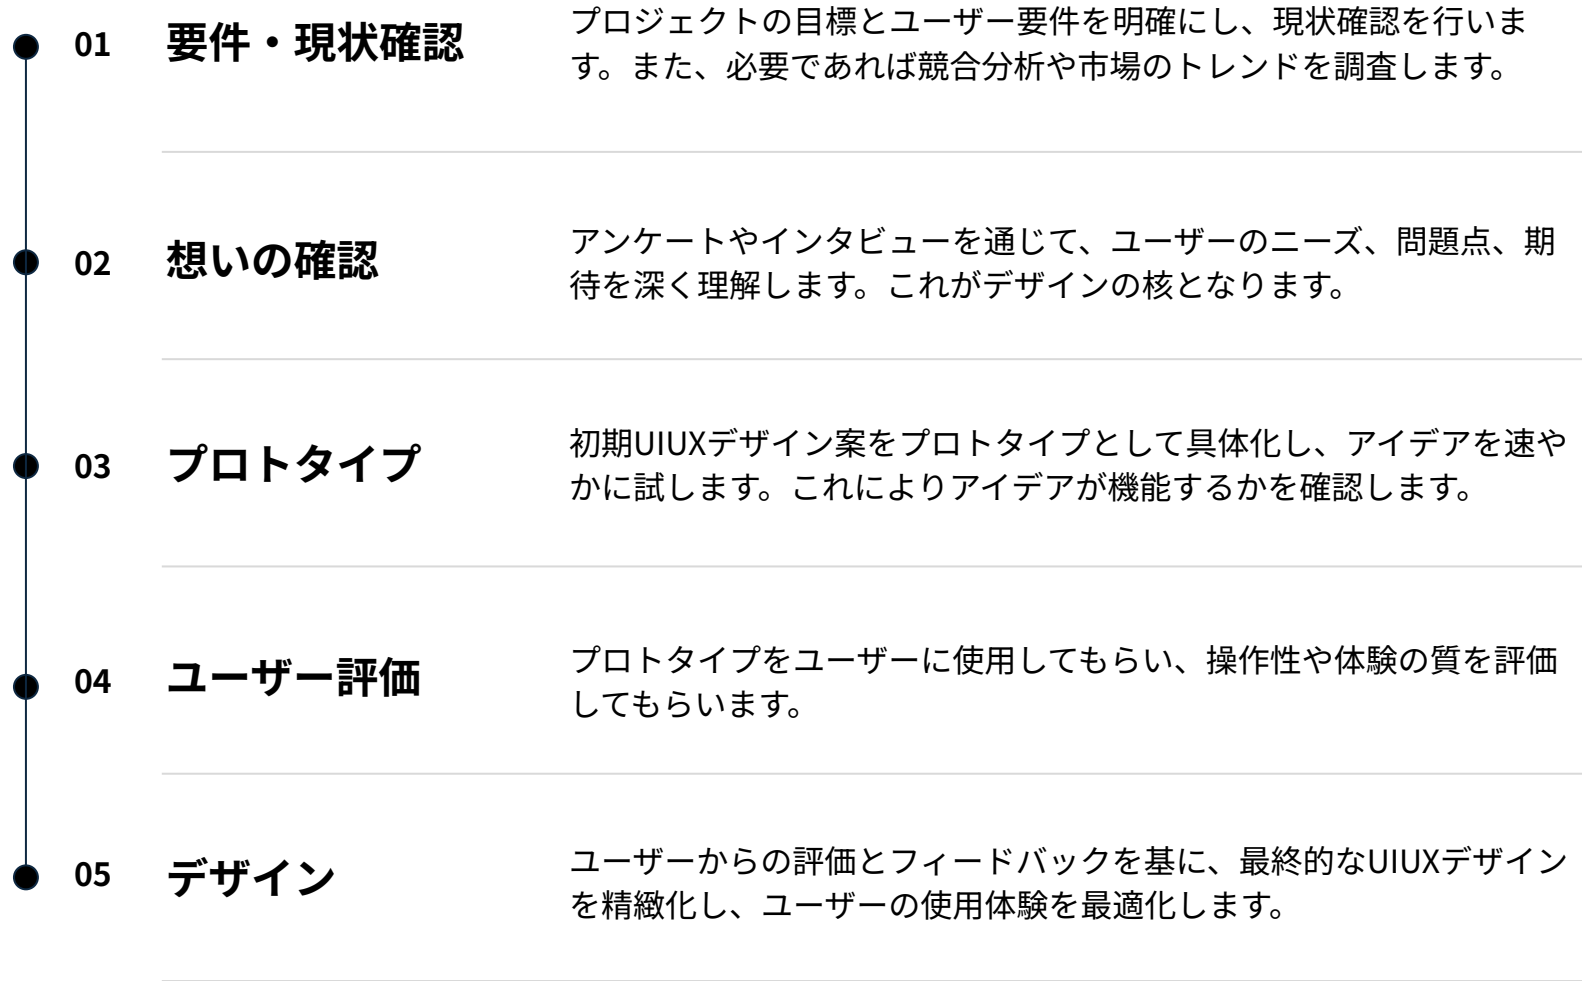 01
要件・現状確認
プロジェクトの目標とユーザー要件を明確にし、現状確認を行いま
す。また、必要であれば競合分析や市場のトレンドを調査します。
02
想いの確認
アンケートやインタビューを通じて、ユーザーのニーズ、問題点、期
待を深く理解します。これがデザインの核となります。
03
プロトタイプ
初期UIUXデザイン案をプロトタイプとして具体化し、アイデアを速や
かに試します。これによりアイデアが機能するかを確認します。
04
ユーザー評価
プロトタイプをユーザーに使用してもらい、操作性や体験の質を評価
してもらいます。
05
デザイン
ユーザーからの評価とフィードバックを基に、最終的なUIUXデザイン
を精緻化し、ユーザーの使用体験を最適化します。